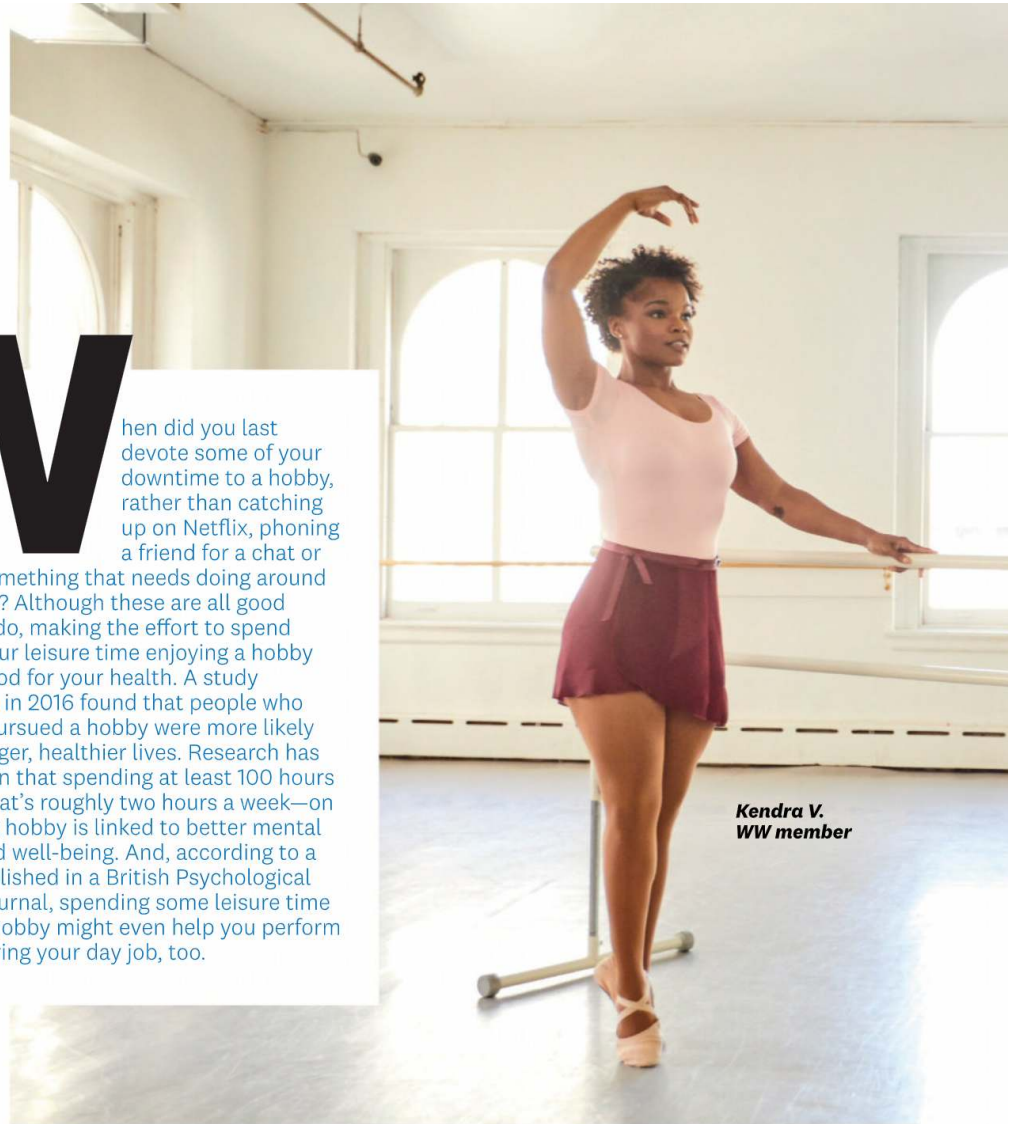 When did you last
devote some of your
downtime to a hobby,
rather than catching
up on Netflix, phoning
a friend for a chat or
mething that needs doing around
? Although these are all good
do, making the effort to spend
ur leisure time enjoying a hobby
od for your health. A study
in 2016 found that people who
ursued a hobby were more likely
ger, healthier lives. Research has
n that spending at least 100 hours
at’s roughly two hours a week—on
hobby is linked to better mental
d well-being. And, according to a
lished in a British Psychological
urnal, spending some leisure time
obby might even help you perform
ing your day job, too.
Kendra V.
WW member